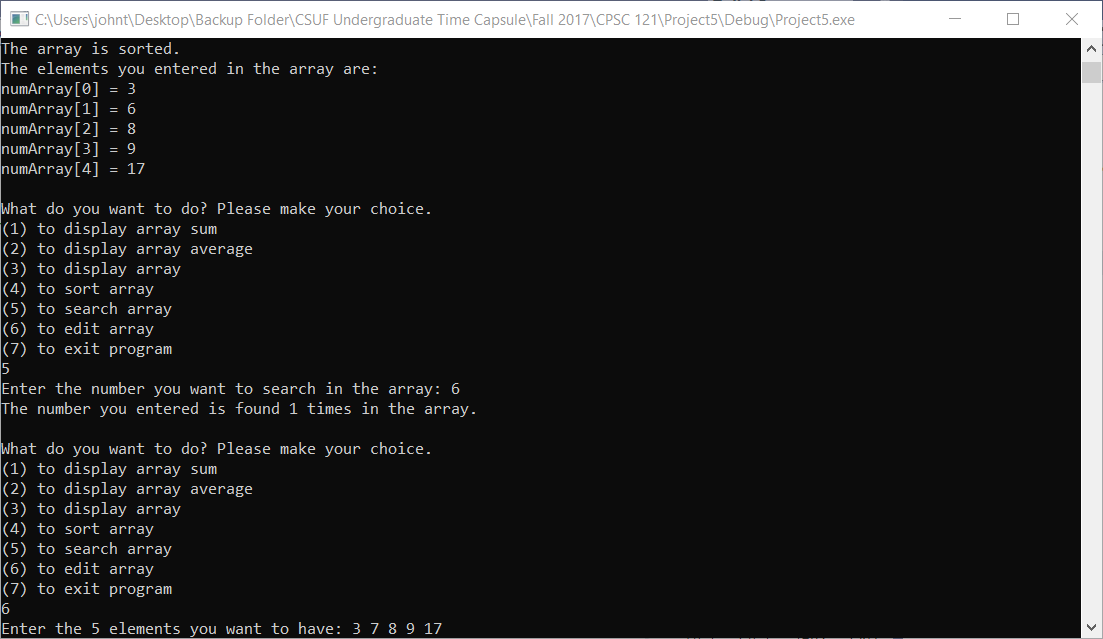 C:\Users\johnt\Desktop\Backup Folder\CSUF Undergraduate Time Capsule\Fall 2017\CPSC 121\Project5\Debug\Project5.exe
The array is sorted.
The elements you entered in the array are:
numArray[0] = 3
numArray[1] = 6
numArray[2] = 8
numArray[3] = 9
numArray[4] = 17
What do you want to do? Please make your choice.
(1) to display array sum
(2) to display array average
(3) to display array
(4) to sort array
(5) to search array
(6) to edit array
(7) to exit program
5
Enter the number you want to search in the array: 6
The number you entered is found 1 times in the array.
What do you want to do? Please make your choice.
(1) to display array sum
(2) to display array average
(3) to display array
(4) to sort array
(5) to search array
(6) to edit array
(7) to exit program
6
Enter the 5 elements you want to have: 3 7 8 9 17